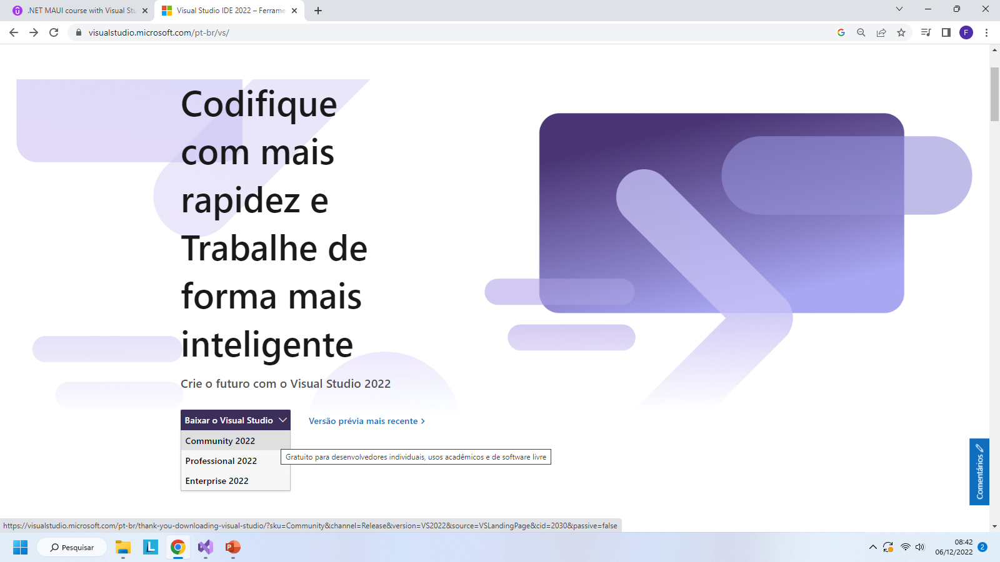 .NET MAUI course with Visual Stu
Visual Studio IDE 2022 – Ferrame
visualstudio.microsoft.com/pt-br/vs/
F
Codifique
com mais
rapidez e
Trabalhe de
forma mais
inteligente
Crie o futuro com o Visual Studio 2022
Baixar o Visual Studio
Versão prévia mais recente
Community 2022
Gratuito para desenvolvedores individuais, usos acadêmicos e de software livre
Professional 2022
Enterprise 2022
Comentários
https://visualstudio.microsoft.com/pt-br/thank-you-downloading-visual-studio/?sku=Community&channel=Release&version=VS2022&source=VSLandingPage&cid=2030&passive=false
Pesquisar
L
P
08:42
06/12/2022
2